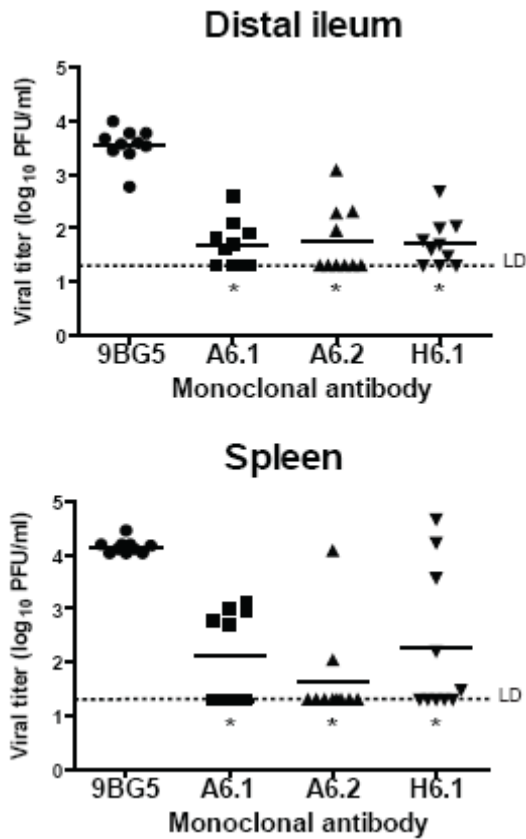 Distal ileum
Viral titer (log10 PFU/ml)
5
4
3
2
1
0
LD
* * *
9BG5 A6.1 A6.2 H6.1
Monoclonal antibody
Spleen
Viral titer (log10 PFU/ml)
5
4
3
2
1
0
LD
* * *
9BG5 A6.1 A6.2 H6.1
Monoclonal antibody